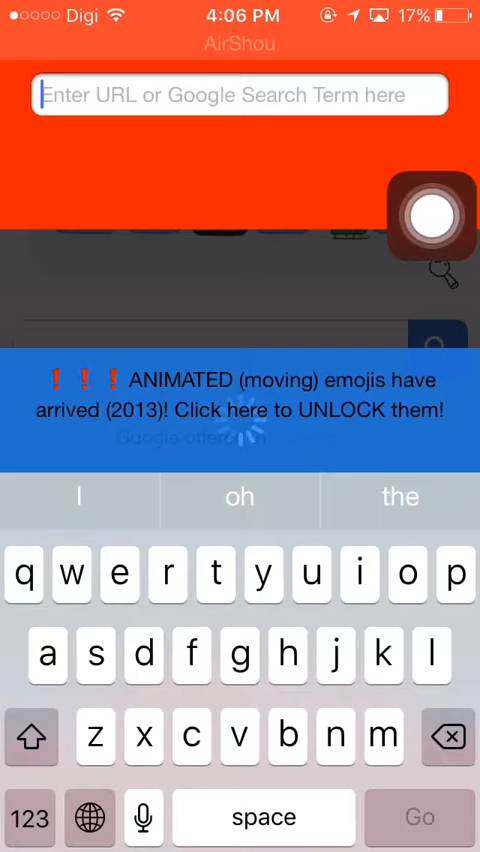 Digi 4:06 PM 17%
AirShou
Enter URL or Google Search Term here
❗❗❗ANIMATED (moving) emojis have
arrived (2013)! Click here to UNLOCK them!
I oh the
q w e r t y u i o p
a s d f g h j k l
z x c v b n m
123 space Go